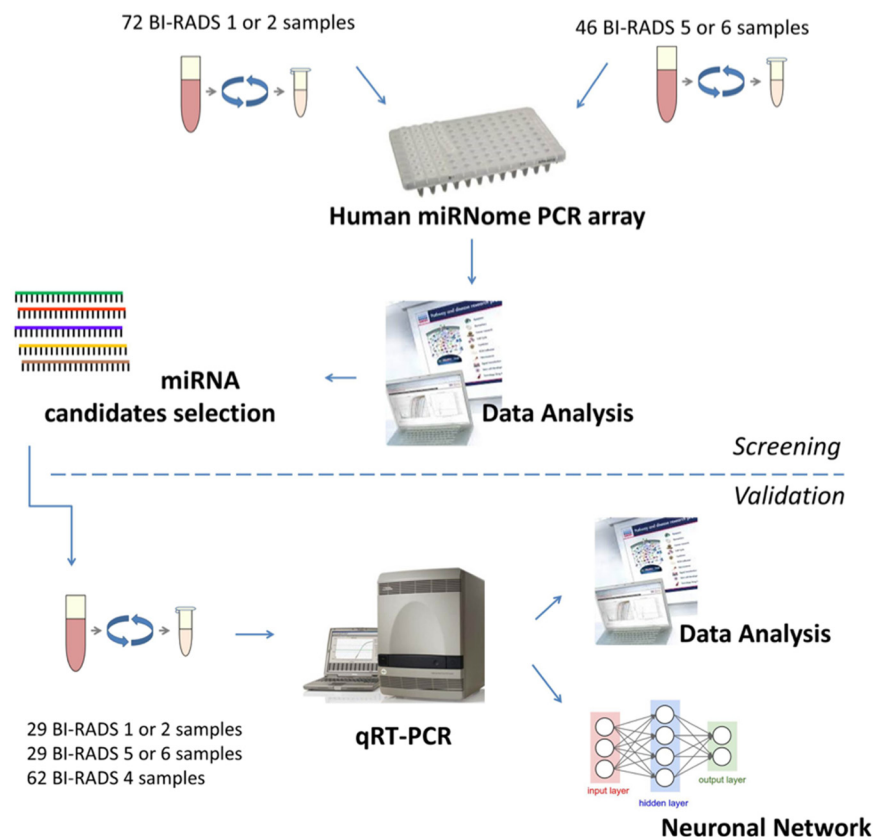 72 BI-RADS 1 or 2 samples
46 BI-RADS 5 or 6 samples
Human miRNome PCR array
miRNA
candidates selection
Data Analysis
Screening
Validation
29 BI-RADS 1 or 2 samples
29 BI-RADS 5 or 6 samples
62 BI-RADS 4 samples
qRT-PCR
Data Analysis
input layer
hidden layer
output layer
Neuronal Network